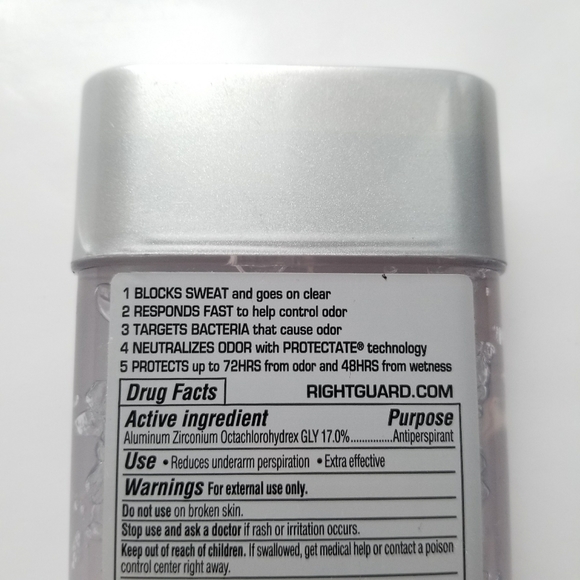 1 BLOCKS SWEAT and goes on clear
2 RESPONDS FAST to help control odor
3 TARGETS BACTERIA that cause odor
4 NEUTRALIZES ODOR with PROTECTATE® technology
5 PROTECTS up to 72HRS from odor and 48HRS from wetness
Drug Facts RIGHTGUARD.COM
Active ingredient Purpose
Aluminum Zirconium Octachlorohydrex GLY 17.0%..............Antiperspirant
Use • Reduces underarm perspiration • Extra effective
Warnings For external use only.
Do not use on broken skin.
Stop use and ask a doctor if rash or irritation occurs.
Keep out of reach of children. If swallowed, get medical help or contact a poison
control center right away.